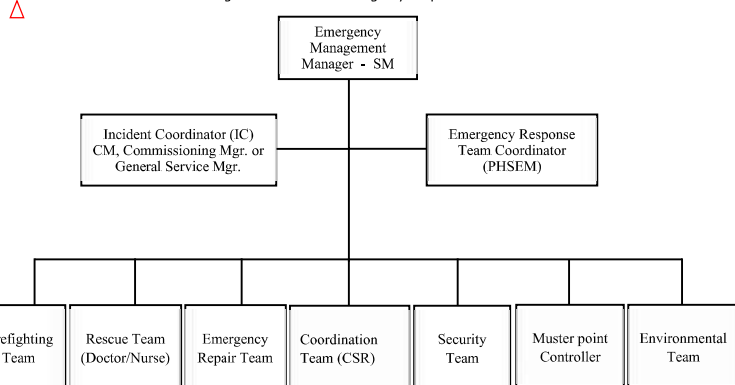 Emergency
Management
Manager - SM
Incident Coordinator (IC)
CM, Commissioning Mgr. or
General Service Mgr.
Emergency Response
Team Coordinator
(PHSEM)
efighting
Team
Rescue Team
(Doctor/Nurse)
Emergency
Repair Team
Coordination
Team (CSR)
Security
Team
Muster point
Controller
Environmental
Team